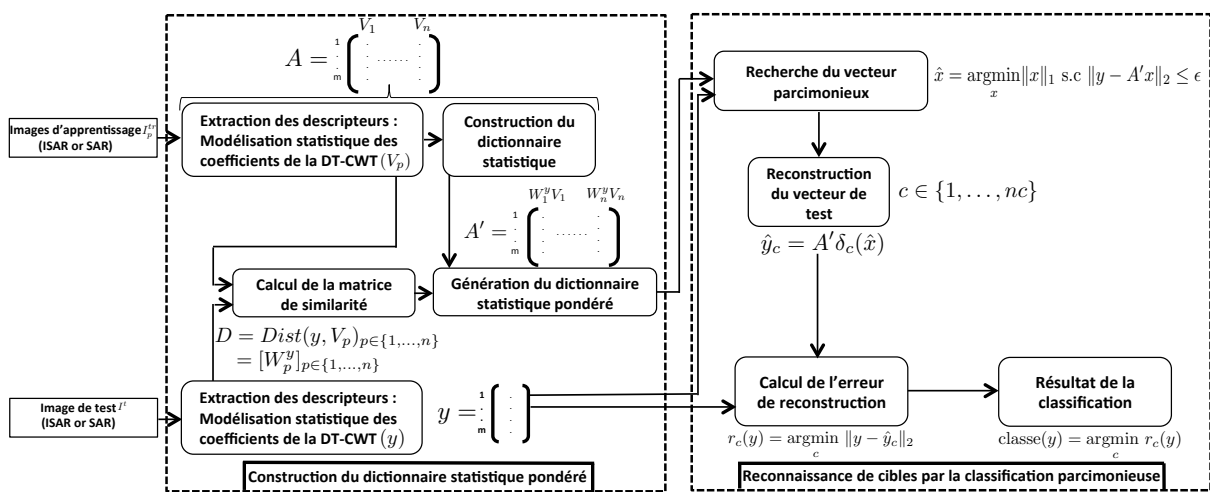 V_1 V_n
A = 1 . . m
Images d'apprentissage I_p^{tr}
(ISAR or SAR)
Extraction des descripteurs :
Modélisation statistique des
coefficients de la DT-CWT (V_p)
Construction du
dictionnaire
statistique
W_1^y V_1 W_n^y V_n
A' = 1 . . m
Calcul de la matrice
de similarité
Génération du dictionnaire
statistique pondéré
D = Dist(y, V_p)_{p∈{1,...,n}}
= [W_p^y]_{p∈{1,...,n}}
Image de test I^t
(ISAR or SAR)
Extraction des descripteurs :
Modélisation statistique des
coefficients de la DT-CWT (y)
y = 1 . . m
Construction du dictionnaire statistique pondéré
Recherche du vecteur
parcimonieux
x̂ = argmin_x ‖x‖_1 s.c ‖y − A'x‖_2 ≤ ϵ
Reconstruction
du vecteur de
test
c ∈ {1, . . . , nc}
ŷ_c = A'δ_c(x̂)
Calcul de l'erreur
de reconstruction
r_c(y) = argmin_c ‖y − ŷ_c‖_2
Résultat de la
classification
classe(y) = argmin_c r_c(y)
Reconnaissance de cibles par la classification parcimonieuse